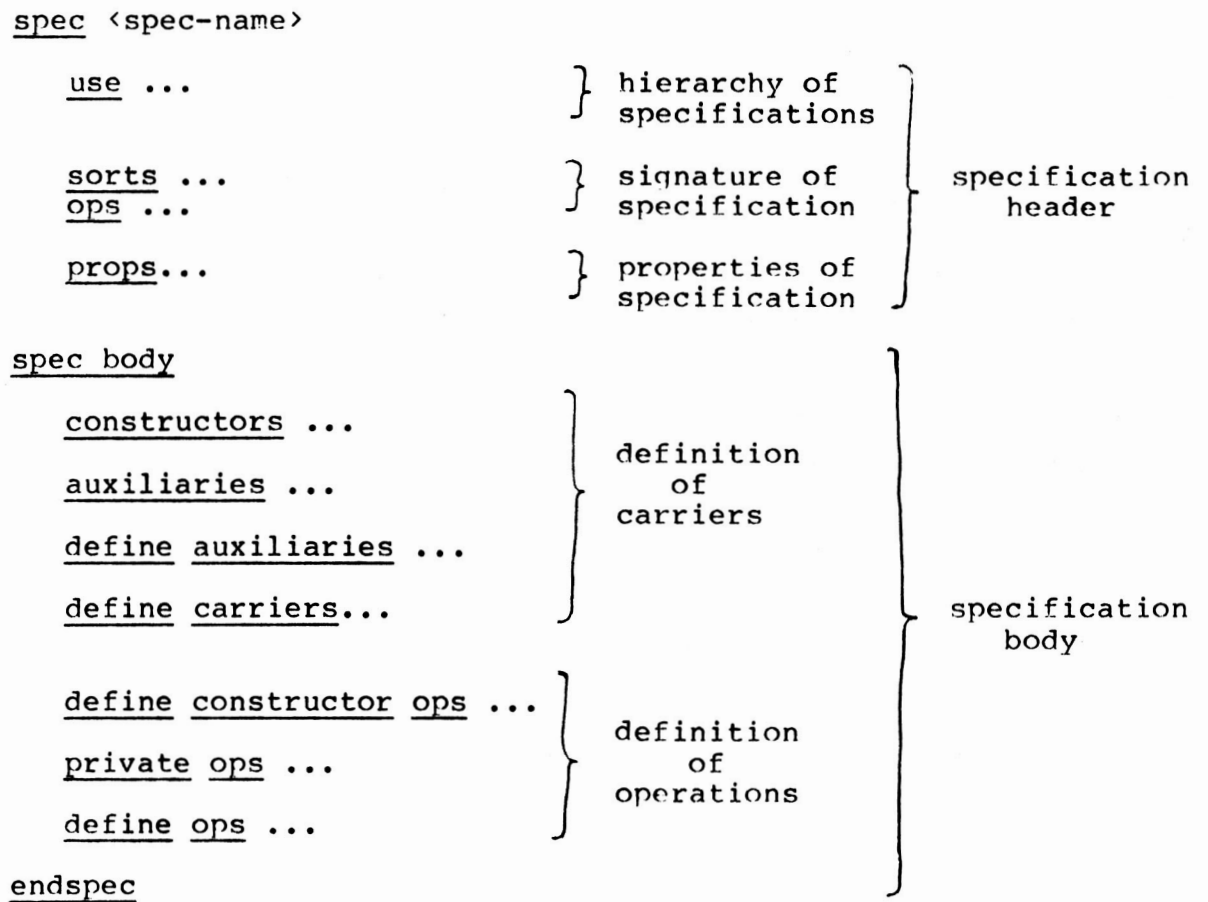 spec <spec-name>
use ...
hierarchy of
specifications
sorts ...
ops ...
signature of
specification
props...
properties of
specification
specification
header
spec body
constructors ...
auxiliaries ...
define auxiliaries ...
define carriers...
definition
of
carriers
define constructor ops ...
private ops ...
define ops ...
definition
of
operations
specification
body
endspec